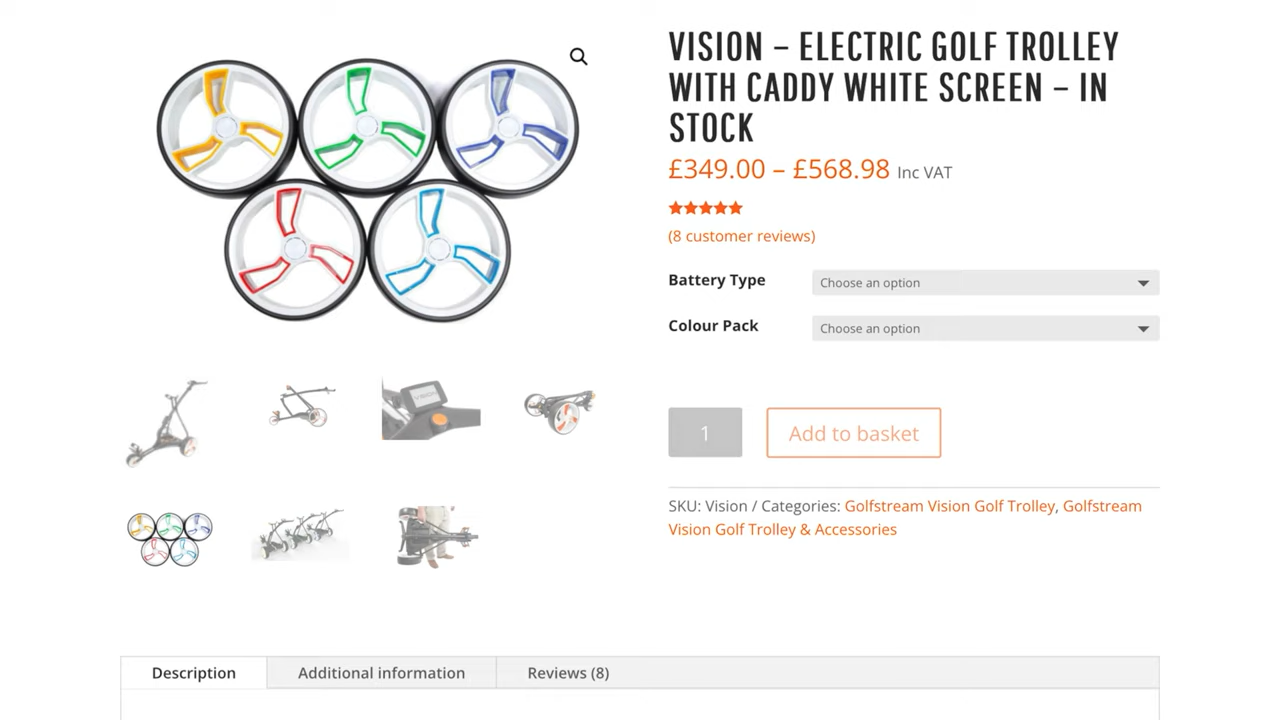 VISION – ELECTRIC GOLF TROLLEY
WITH CADDY WHITE SCREEN – IN
STOCK
£349.00 – £568.98 Inc VAT
(8 customer reviews)
Battery Type
Choose an option
Colour Pack
Choose an option
VISION
1
Add to basket
SKU: Vision / Categories: Golfstream Vision Golf Trolley, Golfstream
Vision Golf Trolley & Accessories
Description
Additional information
Reviews (8)